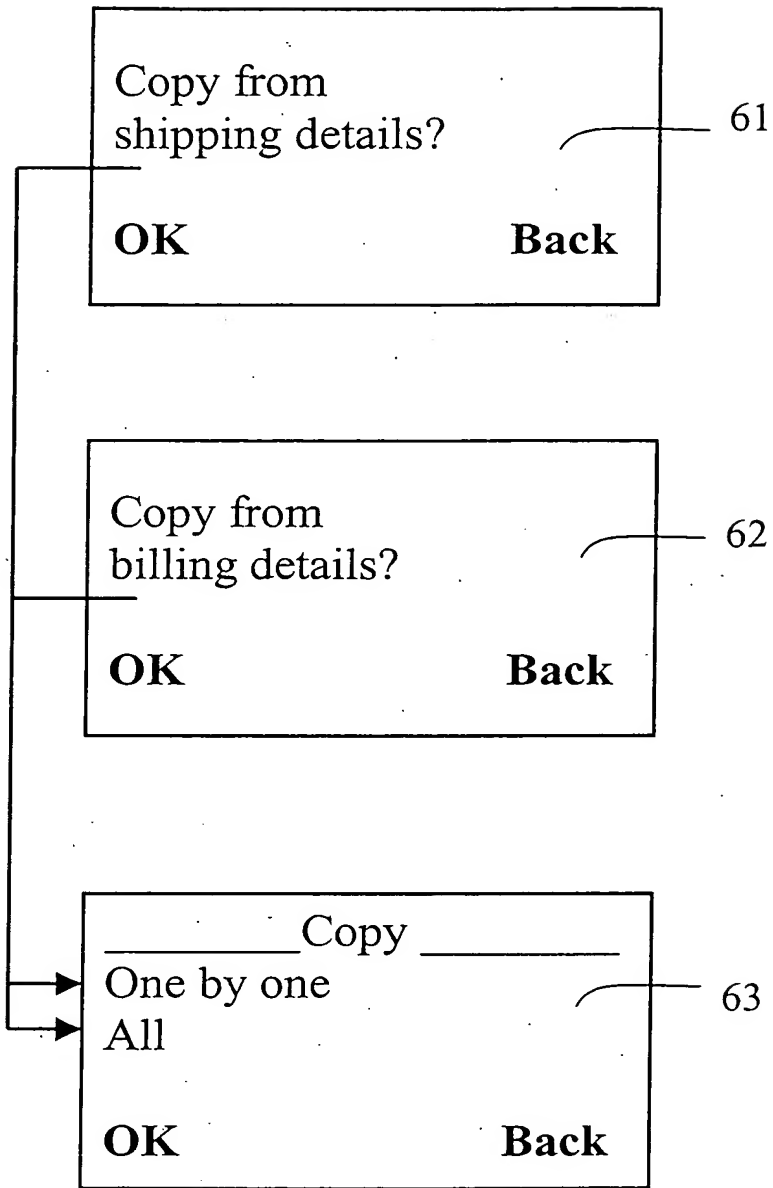 Copy from
shipping details?
61
OK Back
Copy from
billing details?
62
OK Back
Copy
One by one
63
All
OK Back